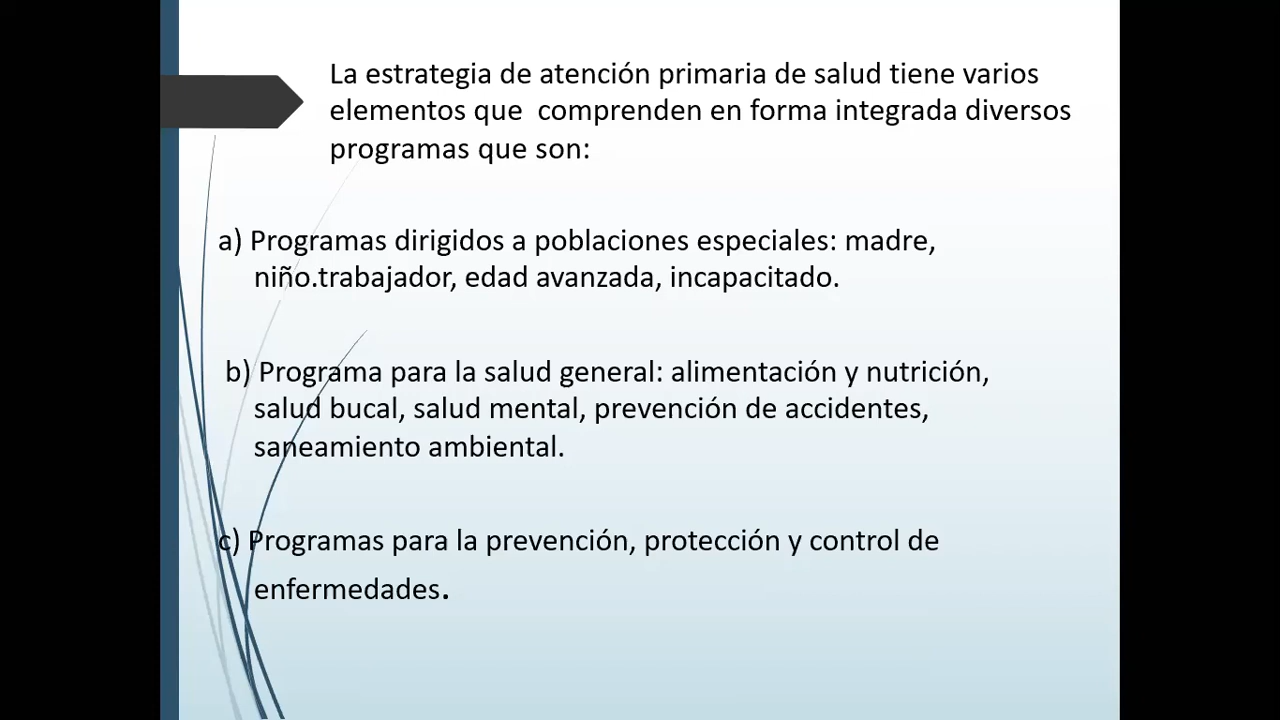 La estrategia de atención primaria de salud tiene varios
elementos que  comprenden en forma integrada diversos
programas que son:
a) Programas dirigidos a poblaciones especiales: madre,
niño.trabajador, edad avanzada, incapacitado.
b) Programa para la salud general: alimentación y nutrición,
salud bucal, salud mental, prevención de accidentes,
saneamiento ambiental.
c) Programas para la prevención, protección y control de
enfermedades.